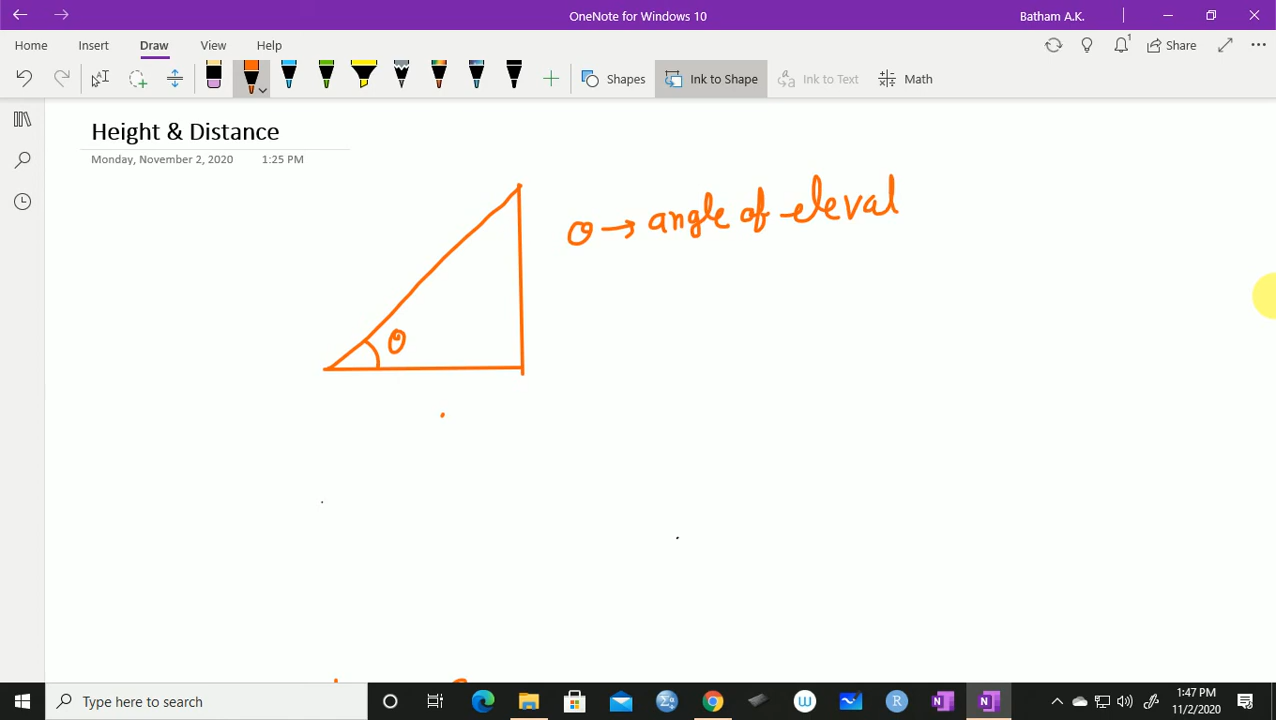 OneNote for Windows 10
Batham A.K.
Home Insert Draw View Help
1 Share
A I Shapes Ink to Shape Ink to Text Math
Height & Distance
Monday, November 2, 2020 1:25 PM
θ → angle of eleval
θ
Type here to search
W R N N
1:47 PM
11/2/2020
1